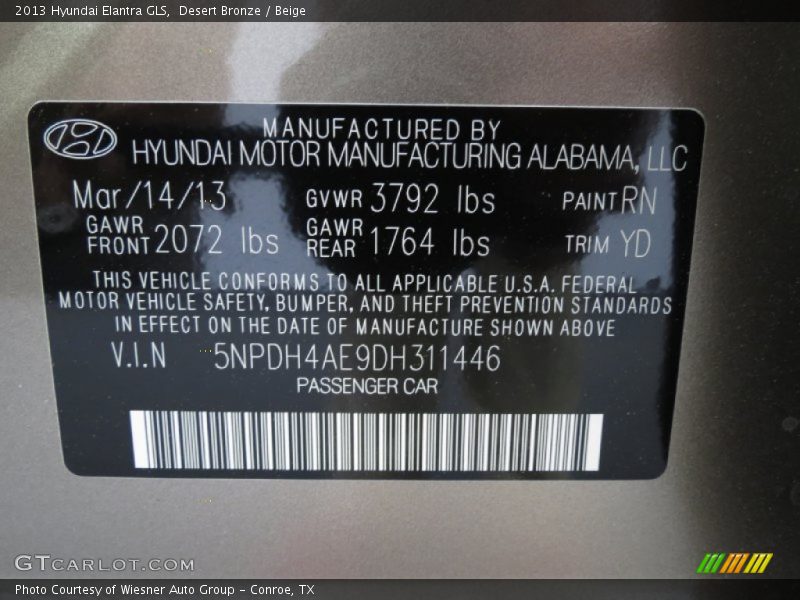 2013 Hyundai Elantra GLS, Desert Bronze / Beige
MANUFACTURED BY
HYUNDAI MOTOR MANUFACTURING ALABAMA, LLC
Mar/14/13 GVWR 3792 lbs PAINT RN
GAWR FRONT 2072 lbs GAWR REAR 1764 lbs TRIM YD
THIS VEHICLE CONFORMS TO ALL APPLICABLE U.S.A. FEDERAL
MOTOR VEHICLE SAFETY, BUMPER, AND THEFT PREVENTION STANDARDS
IN EFFECT ON THE DATE OF MANUFACTURE SHOWN ABOVE
V.I.N 5NPDH4AE9DH311446
PASSENGER CAR
GTCARLOT.COM
Photo Courtesy of Wiesner Auto Group - Conroe, TX